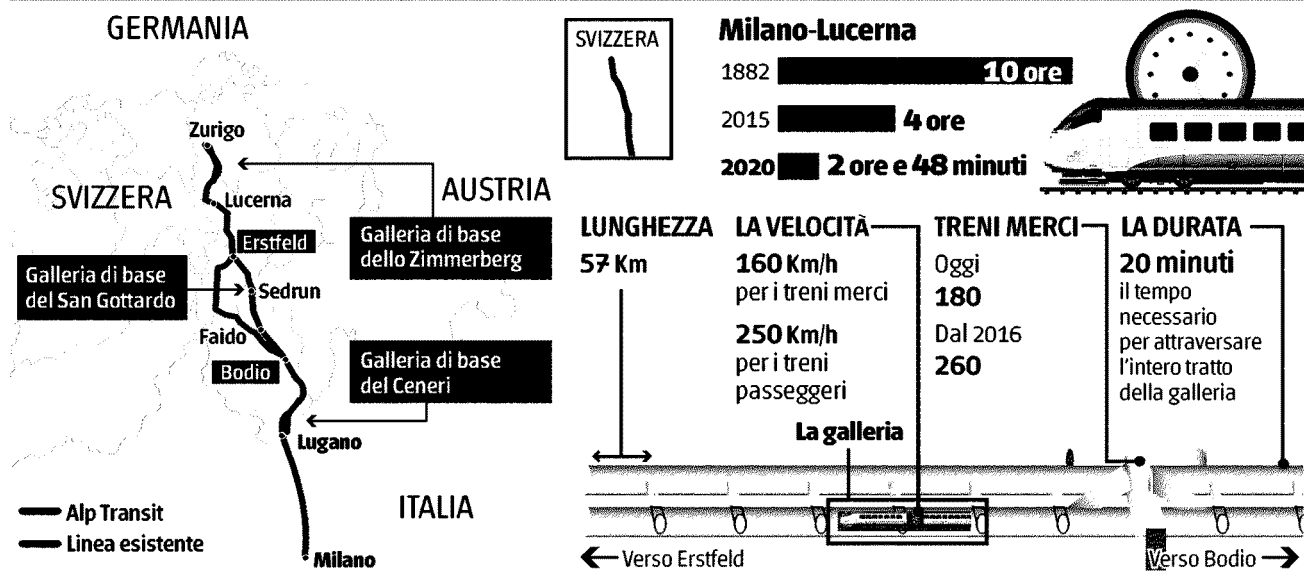 GERMANIA
Zurigo
SVIZZERA
AUSTRIA
Lucerna
Erstfeld
Galleria di base
dello Zimmerberg
Galleria di base
del San Gottardo
Sedrun
Faido
Bodio
Galleria di base
del Ceneri
Lugano
ITALIA
Alp Transit
Linea esistente
Milano
SVIZZERA
Milano-Lucerna
1882 10 ore
2015 4 ore
2020 2 ore e 48 minuti
LUNGHEZZA
57 Km
LA VELOCITÀ
160 Km/h
per i treni merci
250 Km/h
per i treni
passeggeri
TRENI MERCI
Oggi
180
Dal 2016
260
LA DURATA
20 minuti
il tempo
necessario
per attraversare
l'intero tratto
della galleria
La galleria
Verso Erstfeld
Verso Bodio